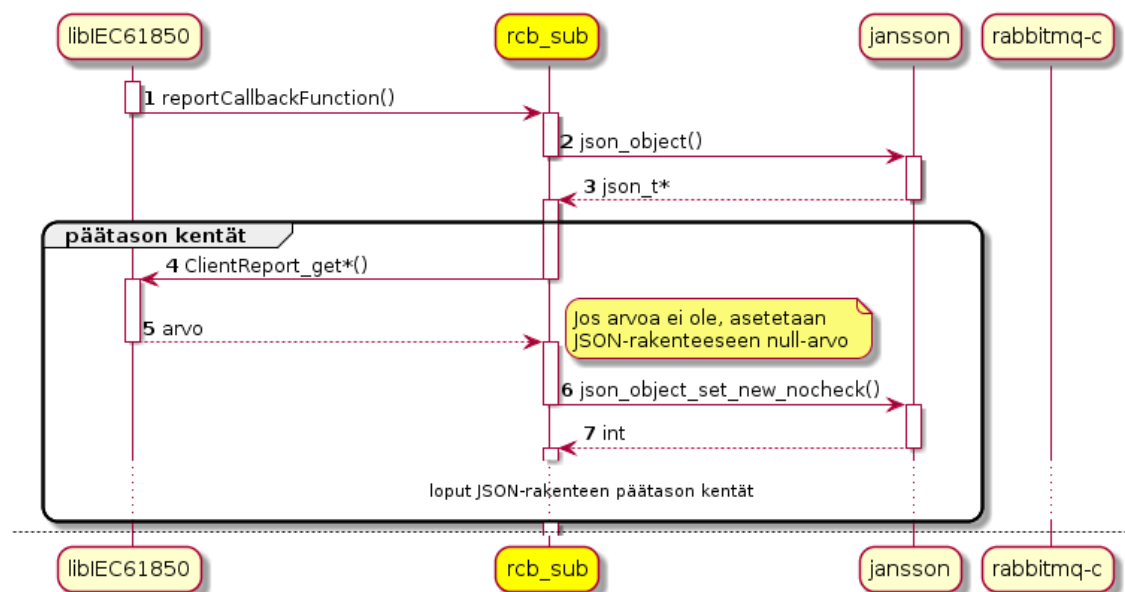 libIEC61850
rcb_sub
jansson
rabbitmq-c
1 reportCallbackFunction()
2 json_object()
3 json_t*
päätason kentät
4 ClientReport_get*()
Jos arvoa ei ole, asetetaan
JSON-rakenteeseen null-arvo
5 arvo
6 json_object_set_new_nocheck()
7 int
loput JSON-rakenteen päätason kentät
libIEC61850
rcb_sub
jansson
rabbitmq-c